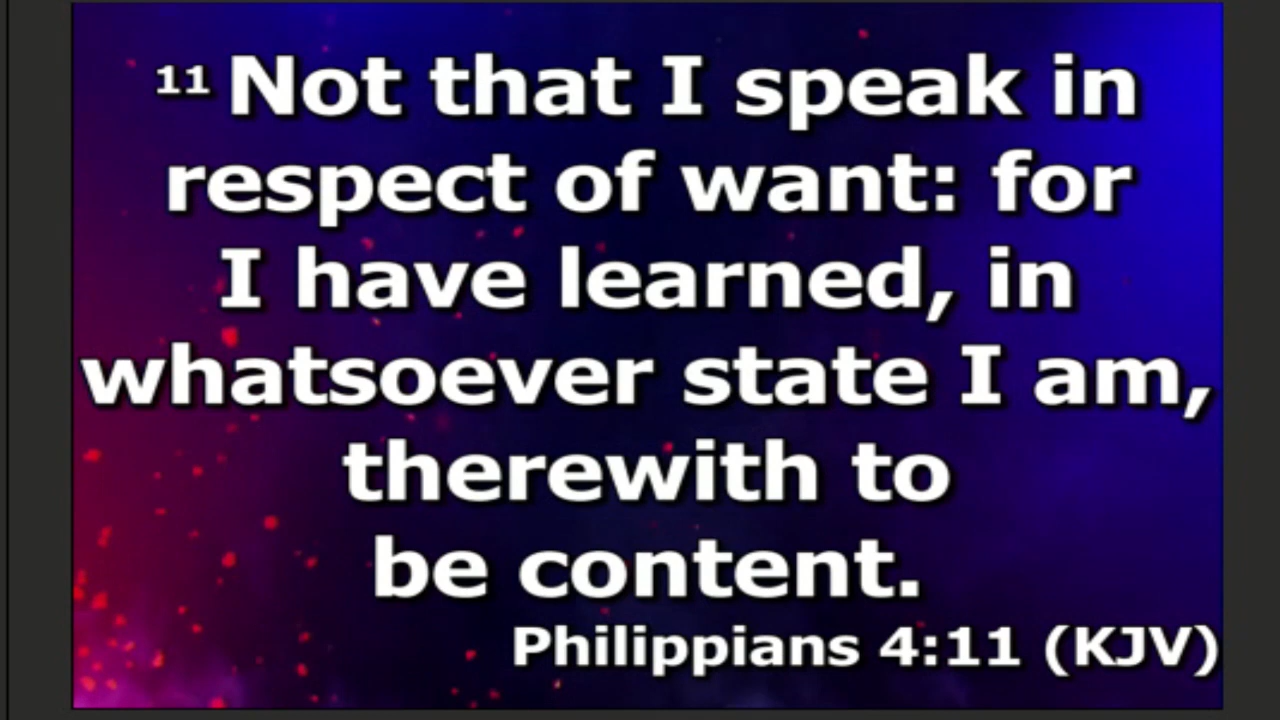 11 Not that I speak in
respect of want: for
I have learned, in
whatsoever state I am,
therewith to
be content.
Philippians 4:11 (KJV)